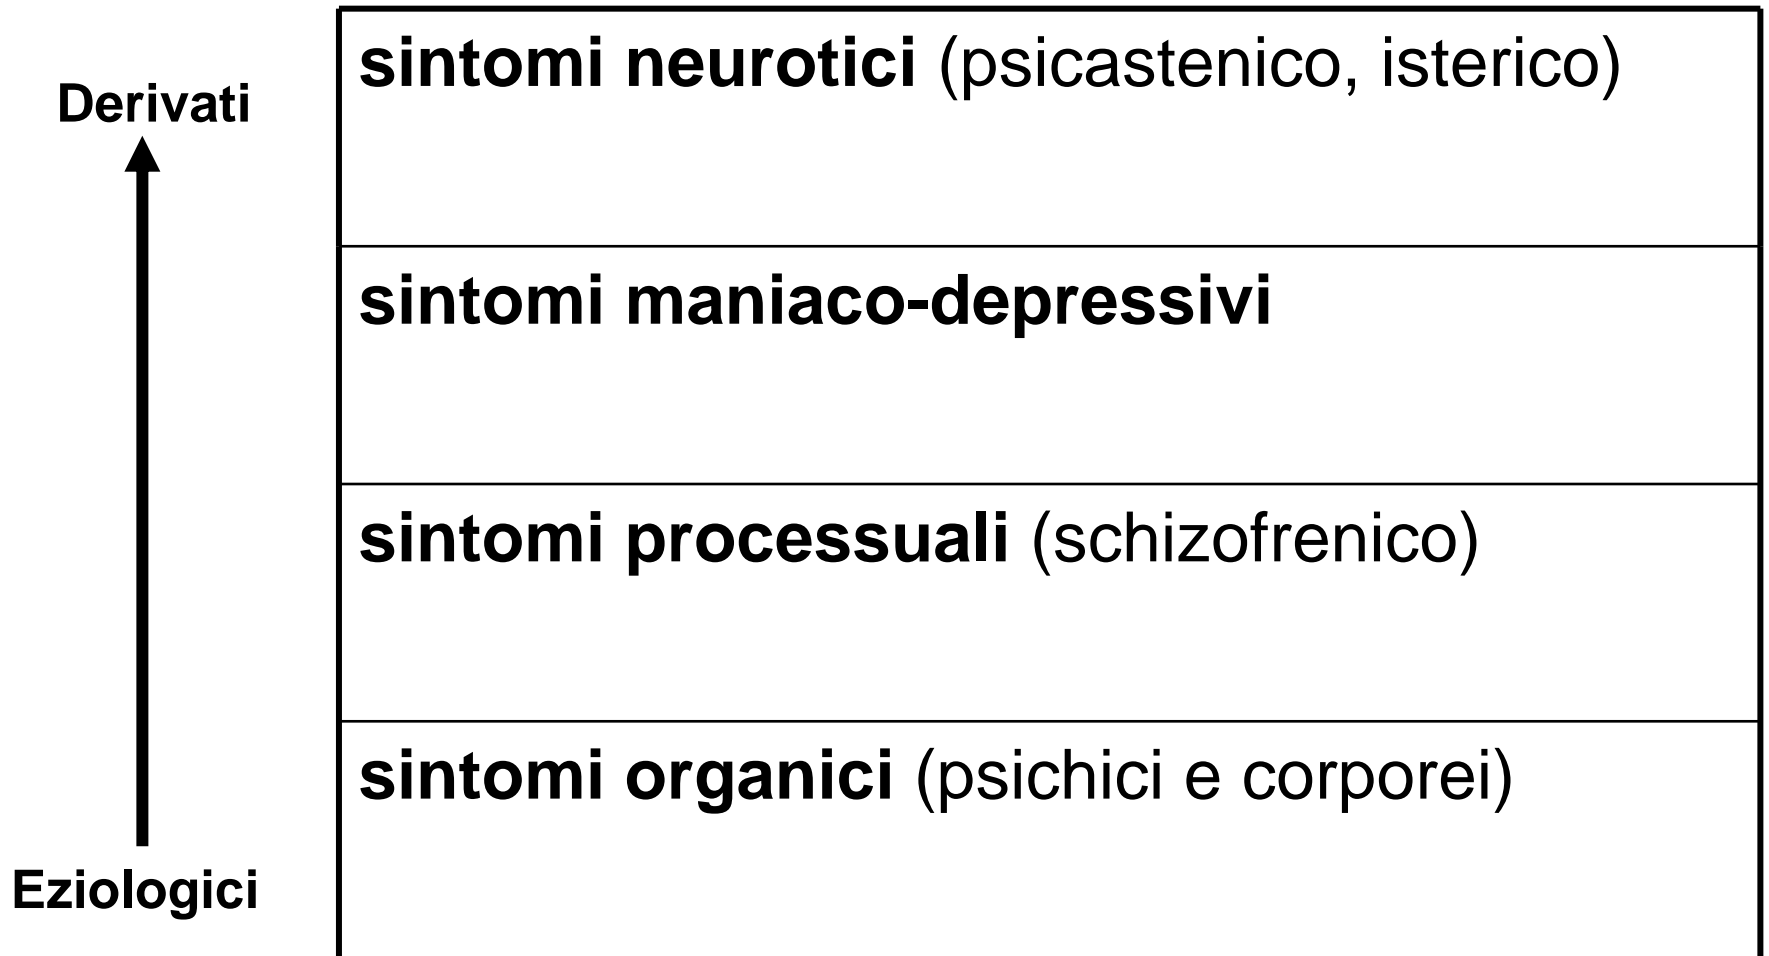 Derivati
Eziologici
sintomi neurotici (psicastenico, isterico)
sintomi maniaco-depressivi
sintomi processuali (schizofrenico)
sintomi organici (psichici e corporei)